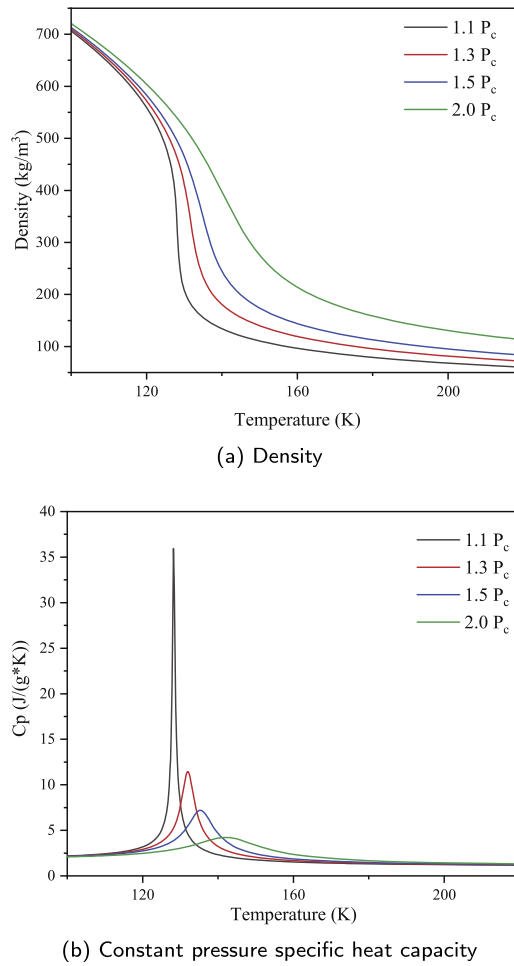 1.1 Pc
1.3 Pc
1.5 Pc
2.0 Pc
700
600
500
400
300
200
100
Density (kg/m³)
120
160
200
Temperature (K)
(a) Density
40
35
30
25
20
15
10
5
0
Cp (J/(g*K))
1.1 Pc
1.3 Pc
1.5 Pc
2.0 Pc
120
160
200
Temperature (K)
(b) Constant pressure specific heat capacity